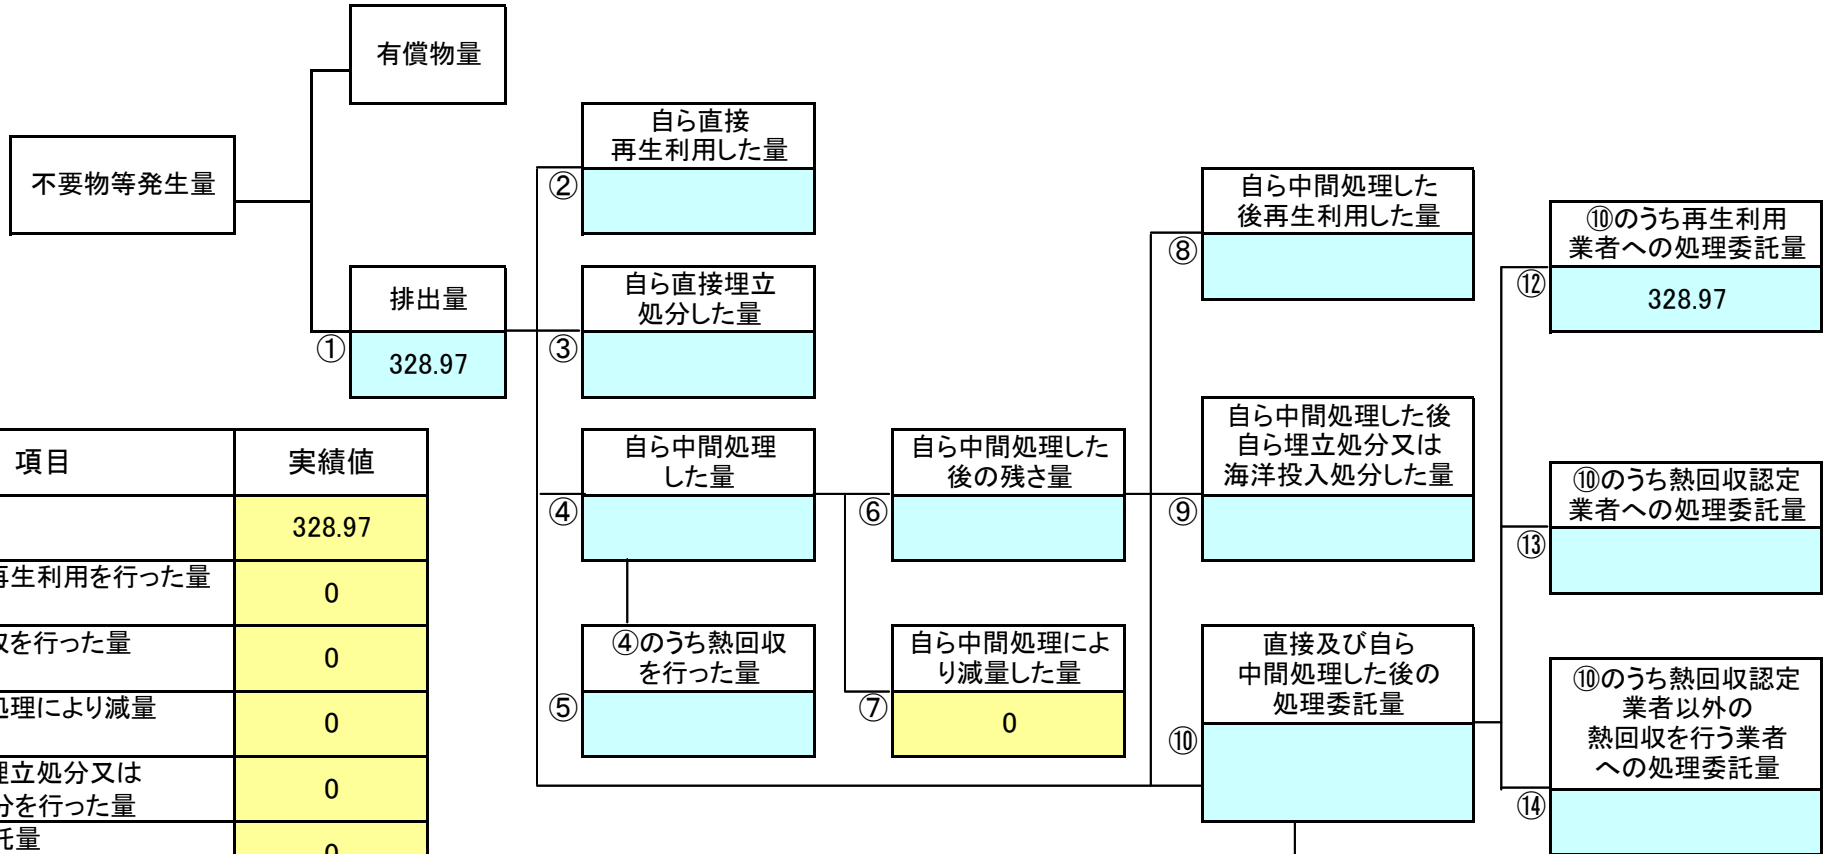 有償物量
不要物等発生量
排出量
①
328.97
自ら直接
再生利用した量
②
自ら直接埋立
処分した量
③
自ら中間処理
した量
④
④のうち熱回収
を行った量
⑤
自ら中間処理した
後の残さ量
⑥
自ら中間処理によ
り減量した量
⑦
0
自ら中間処理した
後再生利用した量
⑧
自ら中間処理した後
自ら埋立処分又は
海洋投入処分した量
⑨
直接及び自ら
中間処理した後の
処理委託量
⑩
⑩のうち再生利用
業者への処理委託量
⑫
328.97
⑩のうち熱回収認定
業者への処理委託量
⑬
⑩のうち熱回収認定
業者以外の
熱回収を行う業者
への処理委託量
⑭
項目 実績値
328.97
再生利用を行った量
0
を行った量
0
処理により減量
0
埋立処分又は
分を行った量
0
託量
0